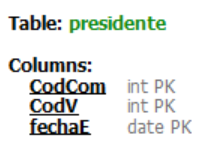 Table: presidente
Columns:
CodCom int PK
CodV int PK
fechaE date PK